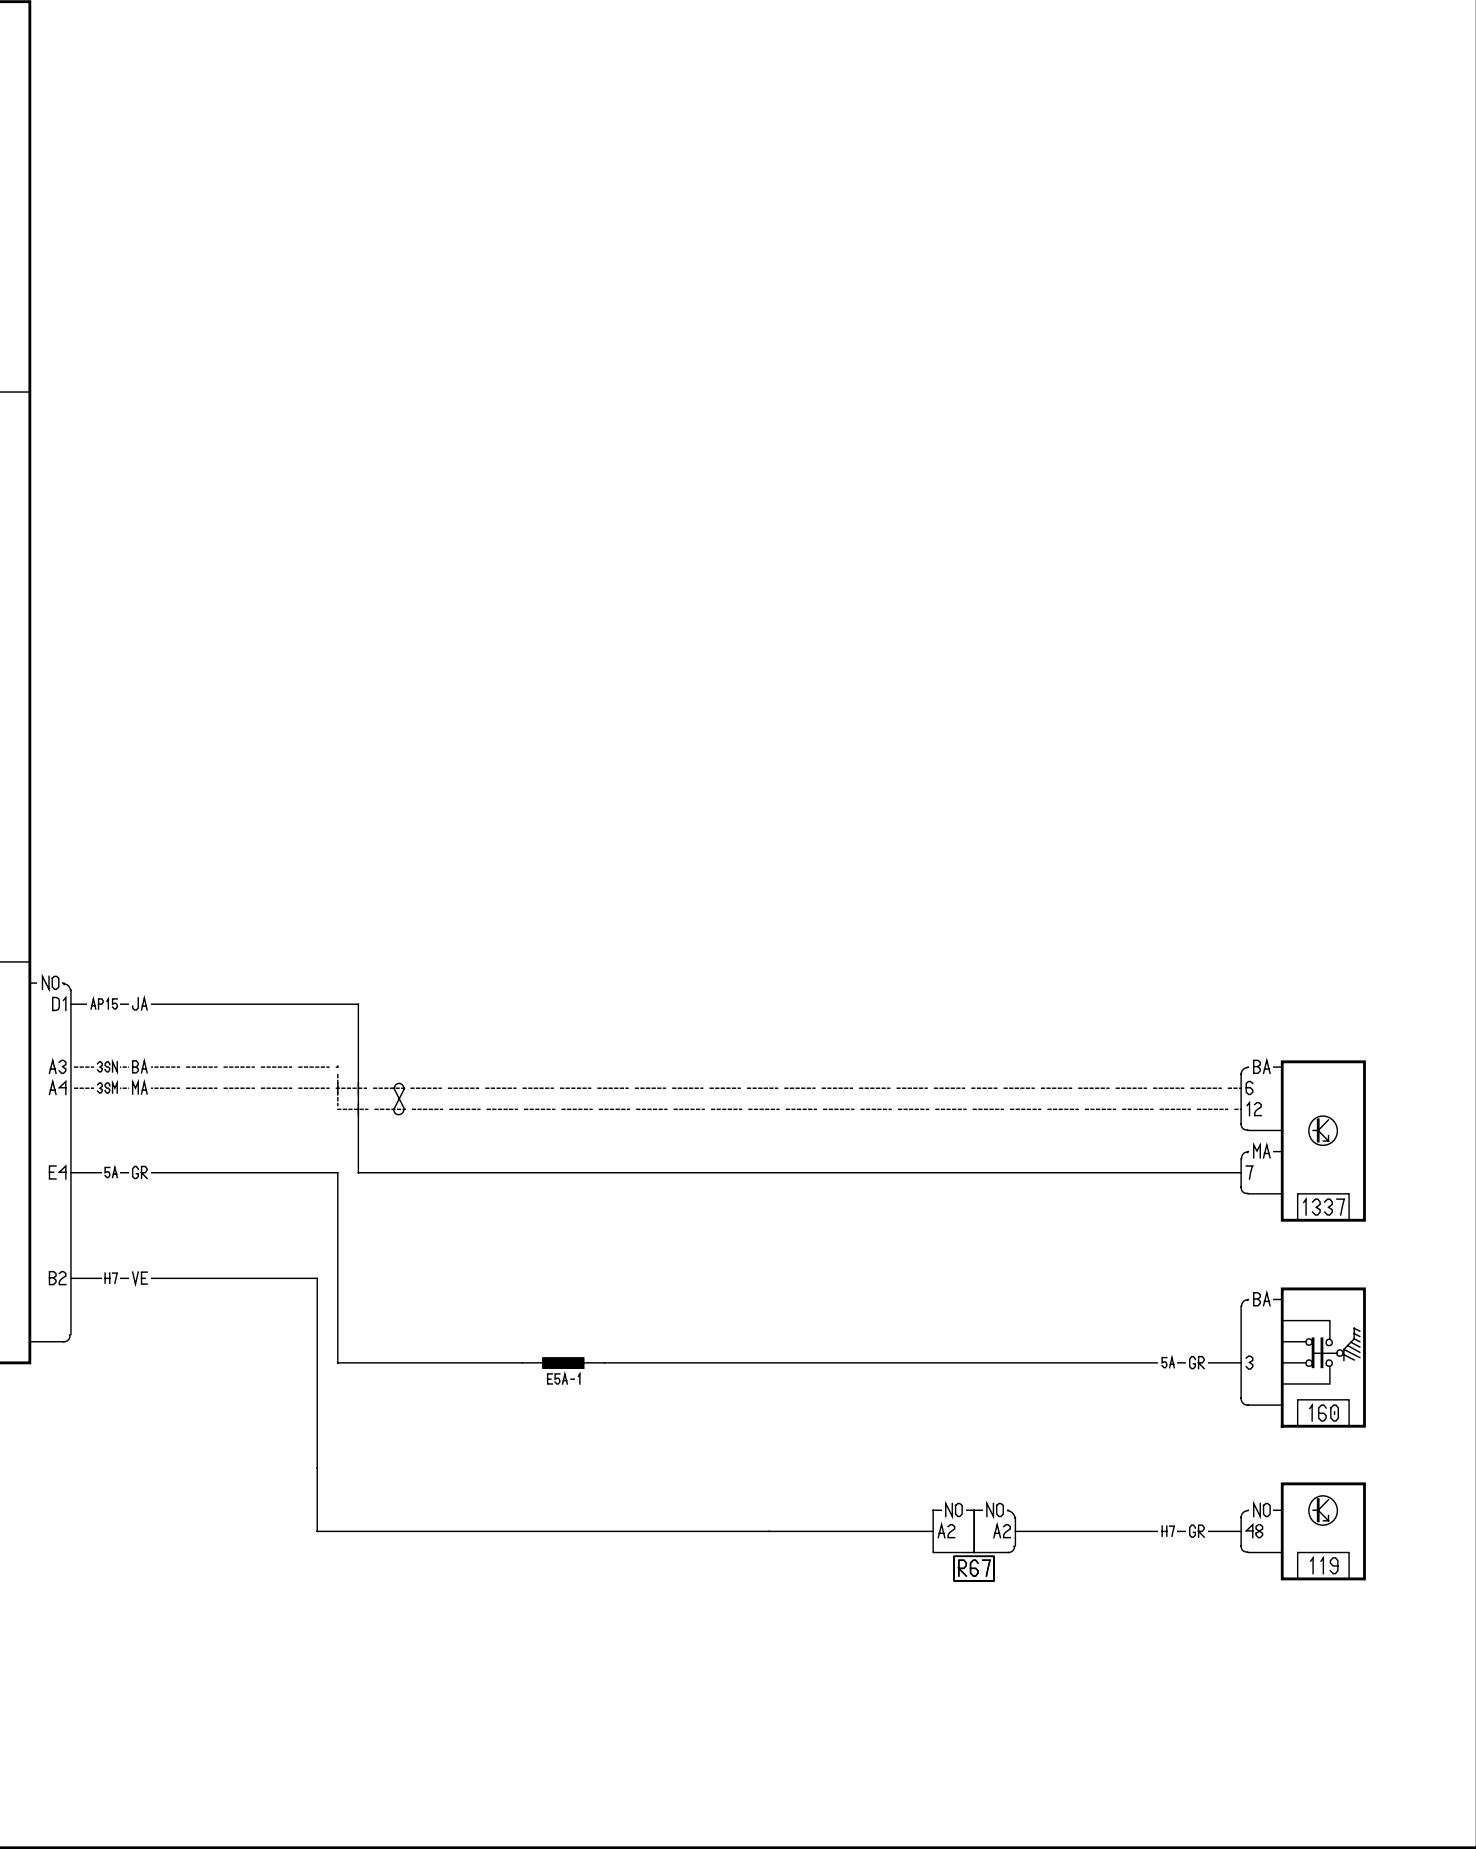 NO
D1 AP15-JA
A3 3SN-BA
BA
A4 3SM-MA
6
12
MA
E4 5A-GR
7
1337
B2 H7-VE
BA
5A-GR 3
E5A-1
160
NO NO
NO
A2 A2 H7-GR 48
R67
119